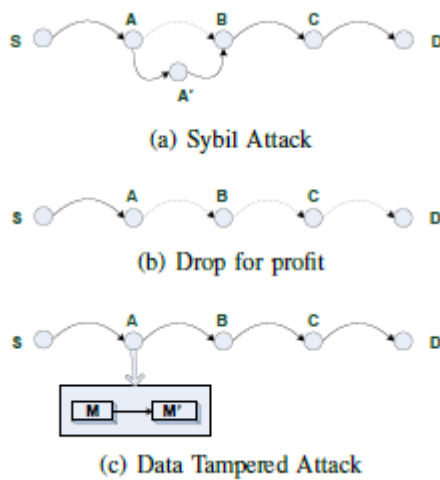 A B C
S D
A'
(a) Sybil Attack
A B C
S D
(b) Drop for profit
A B C
S D
M M'
(c) Data Tampered Attack